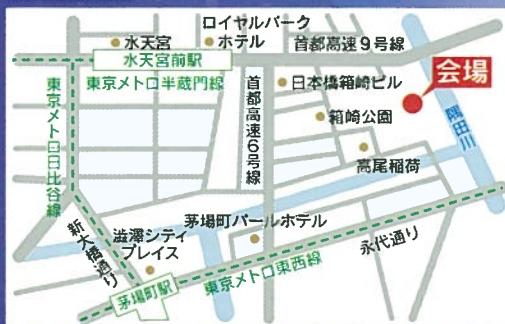 ロイヤルパーク
ホテル
水天宮
首都高速9号線
水天宮前駅
東京メトロ半蔵門線
日本橋箱崎ビル
会場
箱崎公園
東京メトロ日比谷線
首都高速6号線
隅田川
高尾稲荷
新大橋通り
澁澤シティ
プレイス
茅場町パールホテル
永代通り
東京メトロ東西線
茅場町駅